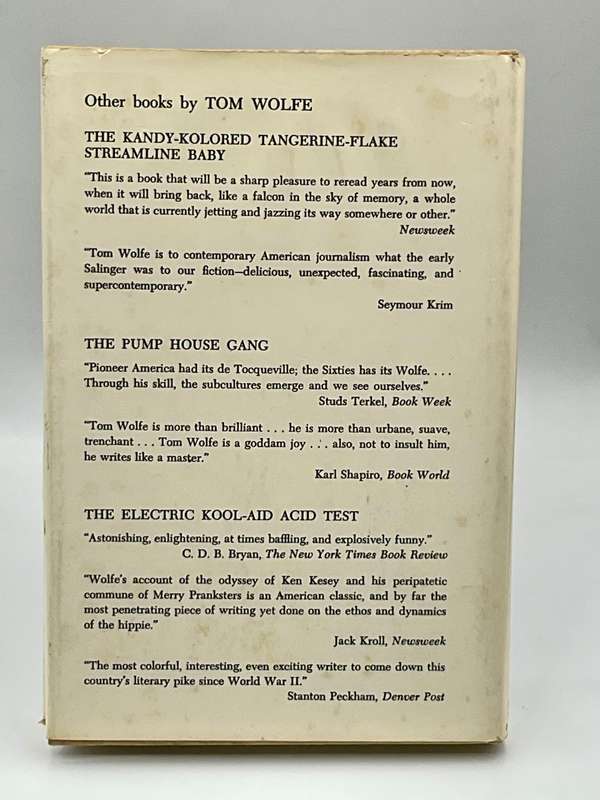 Other books by TOM WOLFE
THE KANDY-KOLORED TANGERINE-FLAKE
STREAMLINE BABY
"This is a book that will be a sharp pleasure to reread years from now,
when it will bring back, like a falcon in the sky of memory, a whole
world that is currently jetting and jazzing its way somewhere or other."
Newsweek
"Tom Wolfe is to contemporary American journalism what the early
Salinger was to our fiction—delicious, unexpected, fascinating, and
supercontemporary."
Seymour Krim
THE PUMP HOUSE GANG
"Pioneer America had its de Tocqueville; the Sixties has its Wolfe. . . .
Through his skill, the subcultures emerge and we see ourselves."
Studs Terkel, Book Week
"Tom Wolfe is more than brilliant . . . he is more than urbane, suave,
trenchant . . . Tom Wolfe is a goddam joy . . . also, not to insult him,
he writes like a master."
Karl Shapiro, Book World
THE ELECTRIC KOOL-AID ACID TEST
"Astonishing, enlightening, at times baffling, and explosively funny."
C. D. B. Bryan, The New York Times Book Review
"Wolfe's account of the odyssey of Ken Kesey and his peripatetic
commune of Merry Pranksters is an American classic, and by far the
most penetrating piece of writing yet done on the ethos and dynamics
of the hippie."
Jack Kroll, Newsweek
"The most colorful, interesting, even exciting writer to come down this
country's literary pike since World War II."
Stanton Peckham, Denver Post